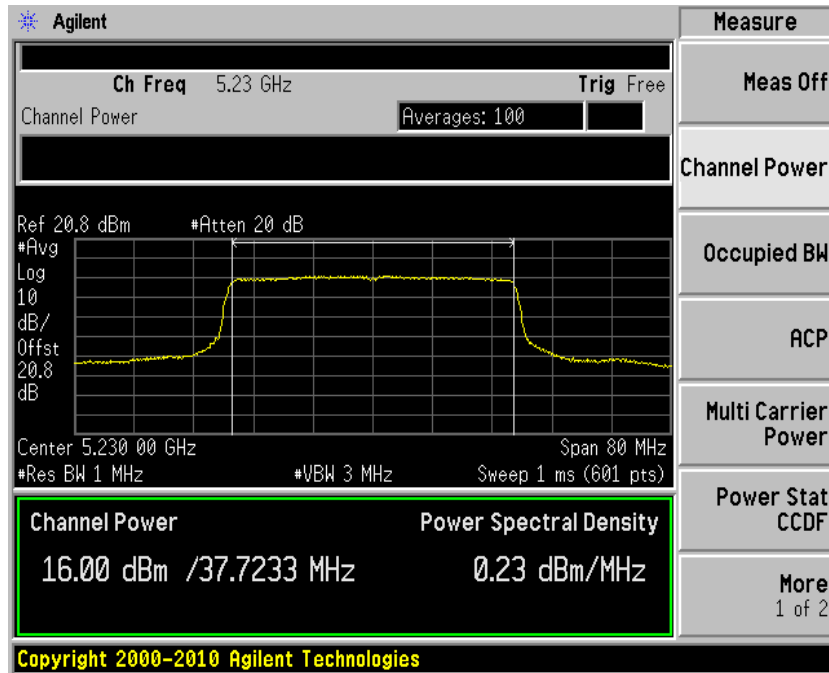 Agilent
Measure
Ch Freq 5.23 GHz Trig Free
Channel Power Averages: 100
Ref 20.8 dBm #Atten 20 dB
#Avg
Log
10
dB/
Offst
20.8
dB
Center 5.230 00 GHz Span 80 MHz
#Res BW 1 MHz #VBW 3 MHz Sweep 1 ms (601 pts)
Channel Power Power Spectral Density
16.00 dBm /37.7233 MHz 0.23 dBm/MHz
Copyright 2000-2010 Agilent Technologies
Meas Off
Channel Power
Occupied BW
ACP
Multi Carrier
Power
Power Stat
CCDF
More
1 of 2